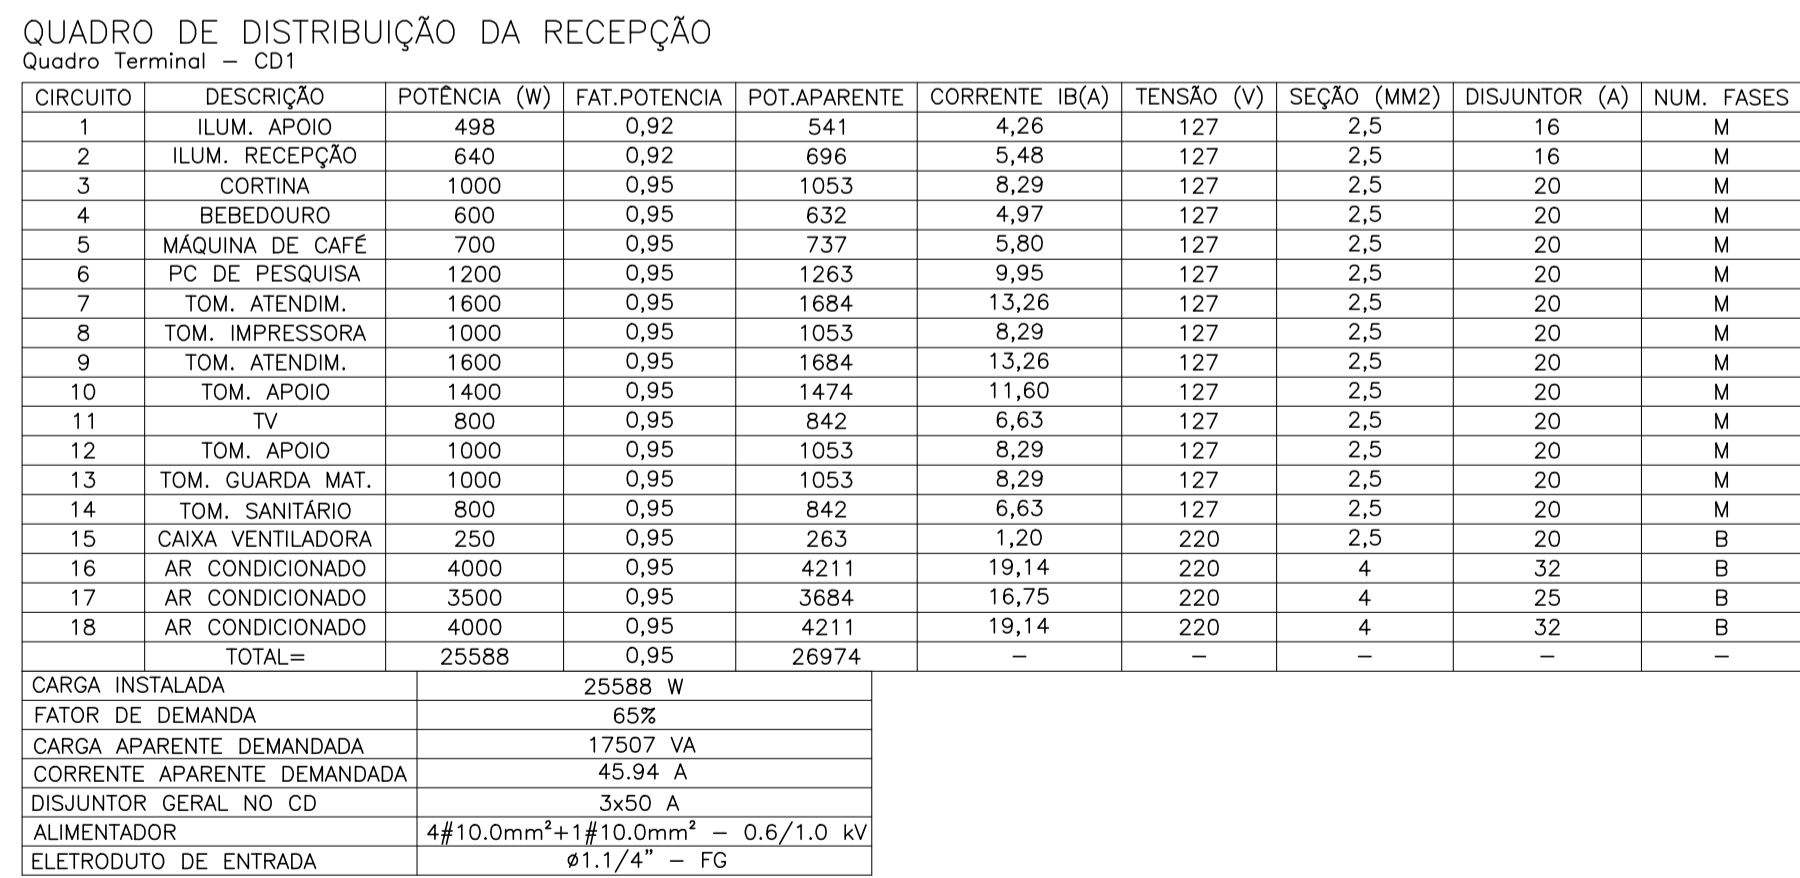 QUADRO DE DISTRIBUIÇÃO DA RECEPÇÃO
Quadro Terminal – CD1
CIRCUITO DESCRIÇÃO POTÊNCIA (W) FAT.POTENCIA POT.APARENTE CORRENTE IB(A) TENSÃO (V) SEÇÃO (MM2) DISJUNTOR (A) NUM. FASES
1 ILUM. APOIO 498 0,92 541 4,26 127 2,5 16 M
2 ILUM. RECEPÇÃO 640 0,92 696 5,48 127 2,5 16 M
3 CORTINA 1000 0,95 1053 8,29 127 2,5 20 M
4 BEBEDOURO 600 0,95 632 4,97 127 2,5 20 M
5 MÁQUINA DE CAFÉ 700 0,95 737 5,80 127 2,5 20 M
6 PC DE PESQUISA 1200 0,95 1263 9,95 127 2,5 20 M
7 TOM. ATENDIM. 1600 0,95 1684 13,26 127 2,5 20 M
8 TOM. IMPRESSORA 1000 0,95 1053 8,29 127 2,5 20 M
9 TOM. ATENDIM. 1600 0,95 1684 13,26 127 2,5 20 M
10 TOM. APOIO 1400 0,95 1474 11,60 127 2,5 20 M
11 TV 800 0,95 842 6,63 127 2,5 20 M
12 TOM. APOIO 1000 0,95 1053 8,29 127 2,5 20 M
13 TOM. GUARDA MAT. 1000 0,95 1053 8,29 127 2,5 20 M
14 TOM. SANITÁRIO 800 0,95 842 6,63 127 2,5 20 M
15 CAIXA VENTILADORA 250 0,95 263 1,20 220 2,5 20 B
16 AR CONDICIONADO 4000 0,95 4211 19,14 220 4 32 B
17 AR CONDICIONADO 3500 0,95 3684 16,75 220 4 25 B
18 AR CONDICIONADO 4000 0,95 4211 19,14 220 4 32 B
TOTAL= 25588 0,95 26974 – – – – –
CARGA INSTALADA 25588 W
FATOR DE DEMANDA 65%
CARGA APARENTE DEMANDADA 17507 VA
CORRENTE APARENTE DEMANDADA 45.94 A
DISJUNTOR GERAL NO CD 3x50 A
ALIMENTADOR 4#10.0mm²+1#10.0mm² – 0.6/1.0 kV
ELETRODUTO DE ENTRADA ø1.1/4” – FG